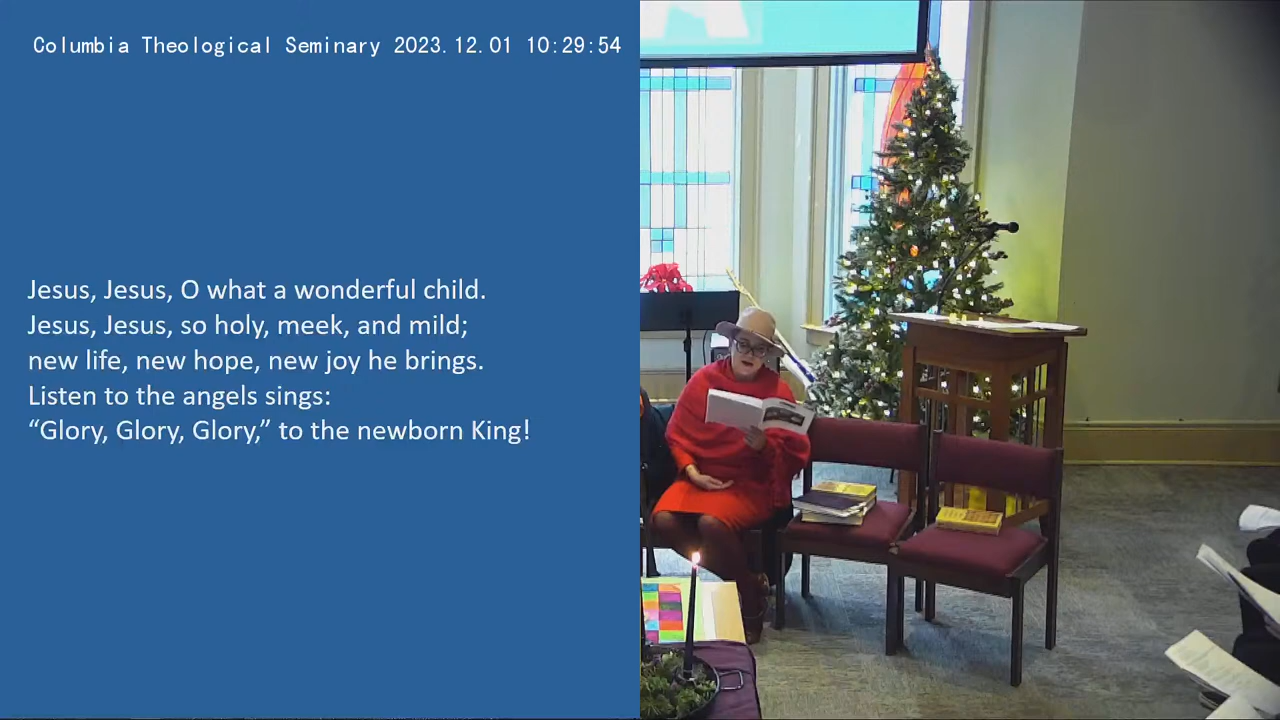 Columbia Theological Seminary 2023.12.01 10:29:54
Jesus, Jesus, O what a wonderful child.
Jesus, Jesus, so holy, meek, and mild;
new life, new hope, new joy he brings.
Listen to the angels sings:
“Glory, Glory, Glory,” to the newborn King!